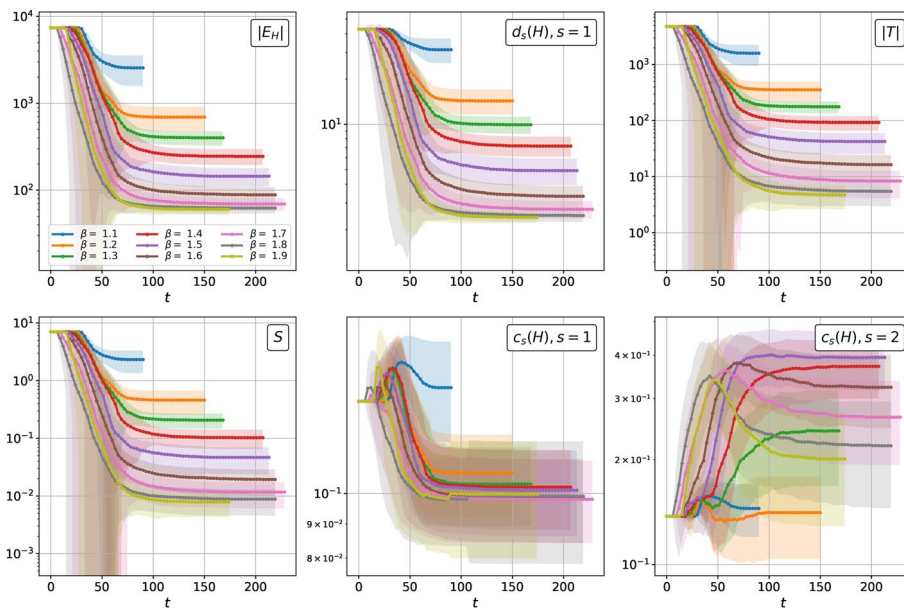 |E_H|
10^4
10^3
10^2
β = 1.1
β = 1.4
β = 1.7
β = 1.2
β = 1.5
β = 1.8
β = 1.3
β = 1.6
β = 1.9
0 50 100 150 200
t
d_s(H), s = 1
10^1
0 50 100 150 200
t
|T|
10^3
10^2
10^1
10^0
0 50 100 150 200
t
S
10^1
10^0
10^-1
10^-2
10^-3
0 50 100 150 200
t
c_s(H), s = 1
10^-1
9 × 10^-2
8 × 10^-2
0 50 100 150 200
t
c_s(H), s = 2
4 × 10^-1
3 × 10^-1
2 × 10^-1
10^-1
0 50 100 150 200
t